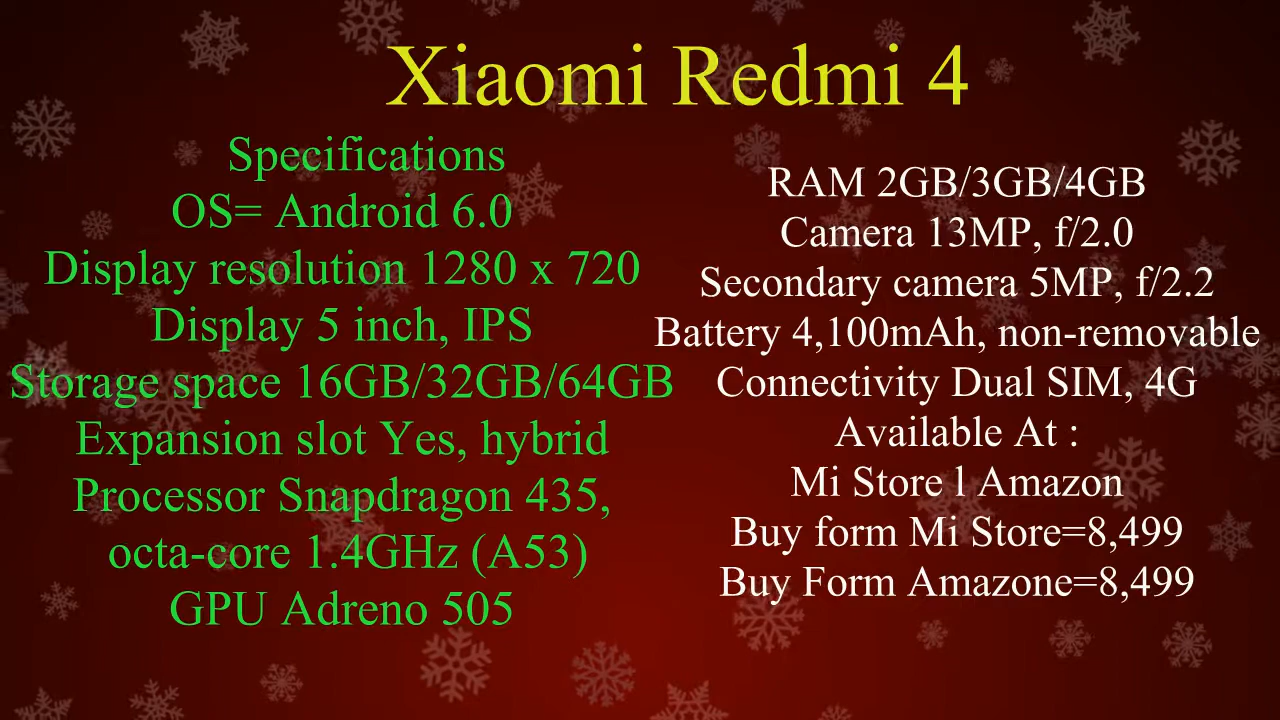 Xiaomi Redmi 4
Specifications
OS= Android 6.0
Display resolution 1280 x 720
Display 5 inch, IPS
Storage space 16GB/32GB/64GB
Expansion slot Yes, hybrid
Processor Snapdragon 435,
octa-core 1.4GHz (A53)
GPU Adreno 505
RAM 2GB/3GB/4GB
Camera 13MP, f/2.0
Secondary camera 5MP, f/2.2
Battery 4,100mAh, non-removable
Connectivity Dual SIM, 4G
Available At :
Mi Store l Amazon
Buy form Mi Store=8,499
Buy Form Amazone=8,499